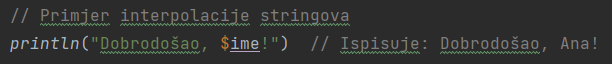 // Primjer interpolacije stringova
println("Dobrodošao, $ime!")  // Ispisuje: Dobrodošao, Ana!